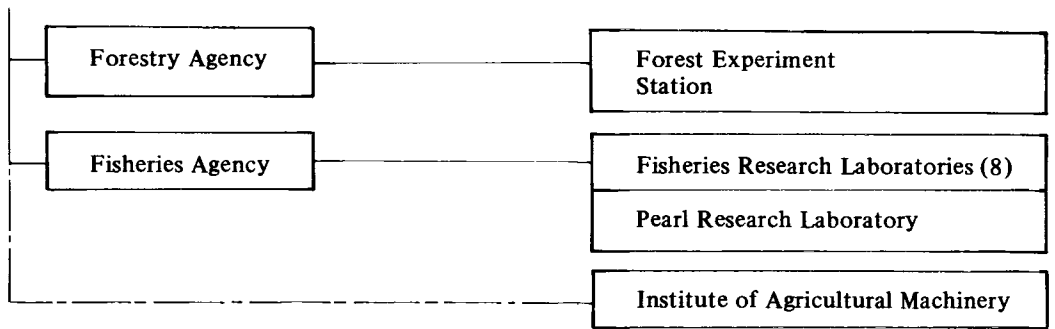 Forestry Agency
Forest Experiment
Station
Fisheries Agency
Fisheries Research Laboratories (8)
Pearl Research Laboratory
Institute of Agricultural Machinery